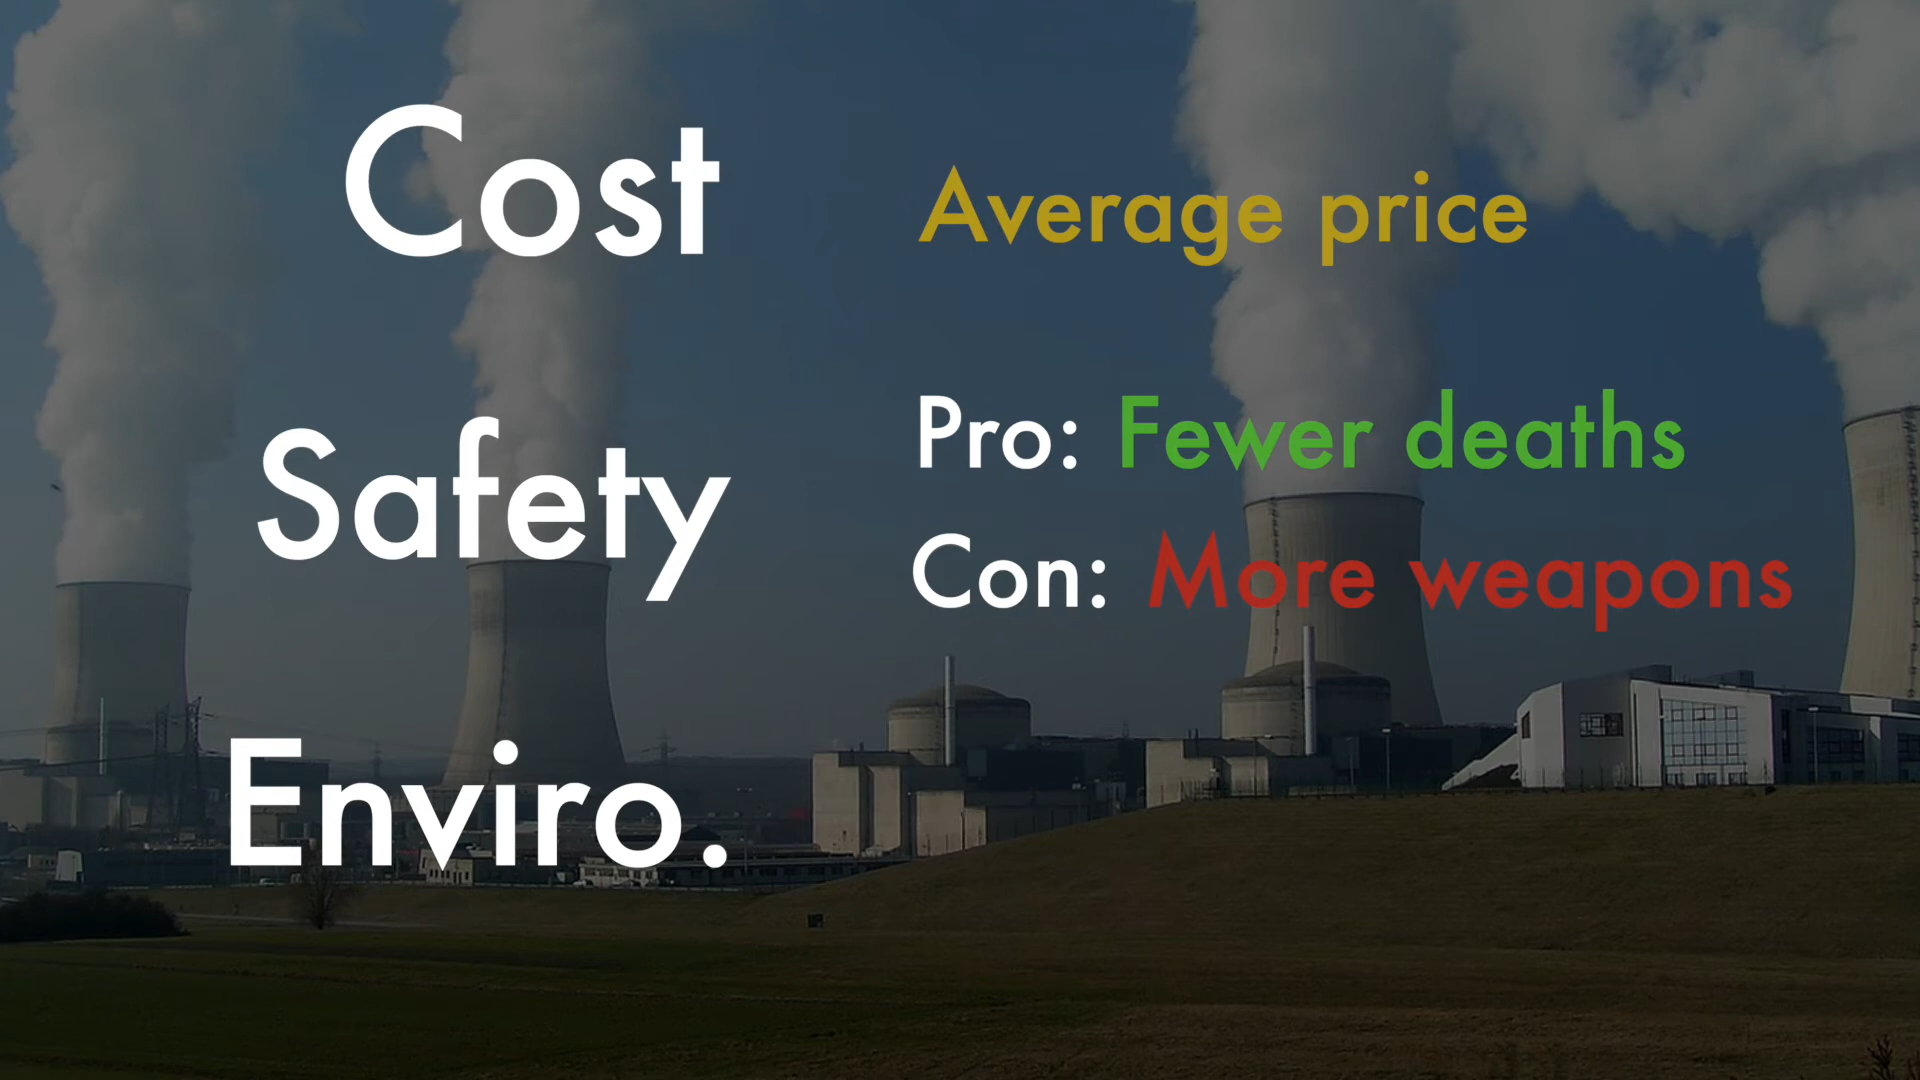 Cost
Average price
Safety
Pro: Fewer deaths
Con: More weapons
Enviro.